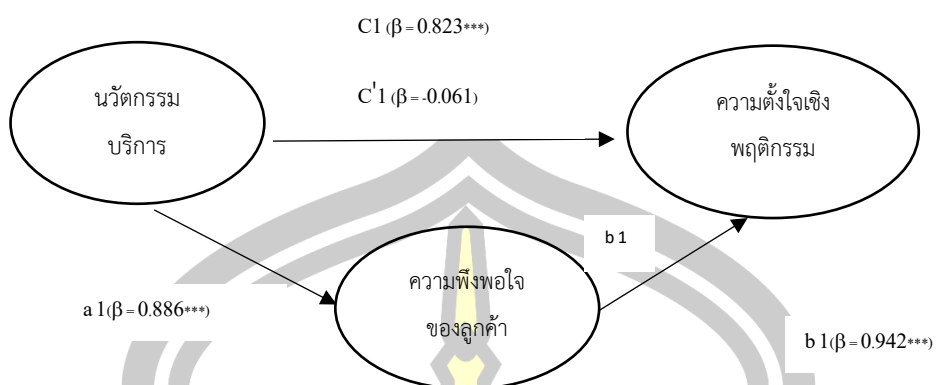 C1 (β = 0.823***)
C'1 (β = -0.061)
นวัตกรรม
บริการ
ความตั้งใจเชิง
พฤติกรรม
b 1
ความพึงพอใจ
ของลูกค้า
a 1(β = 0.886***)
b 1(β = 0.942***)